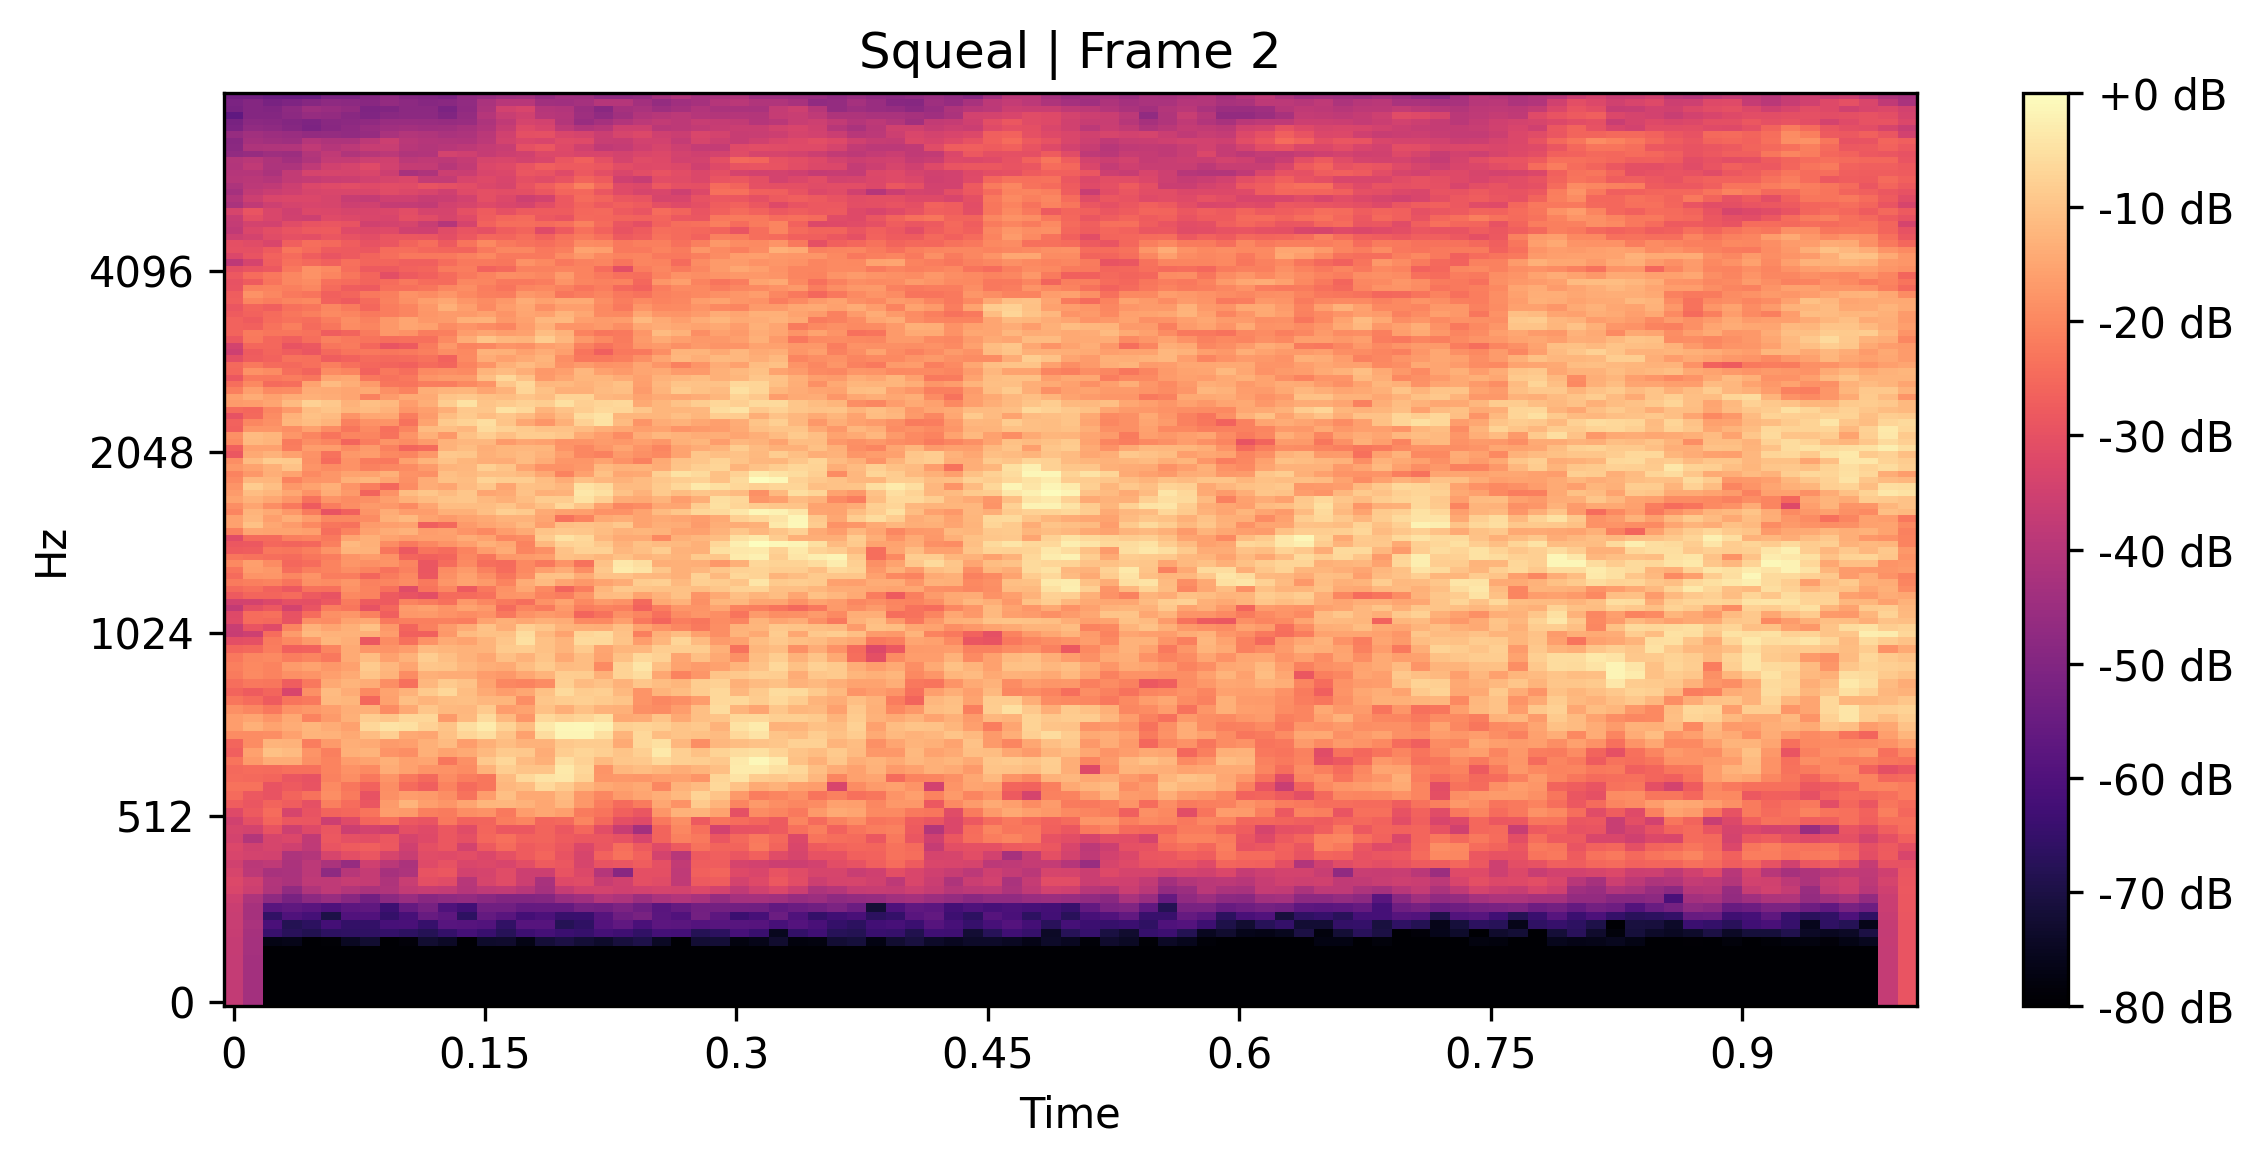 Squeal | Frame 2
+0 dB
-10 dB
-20 dB
-30 dB
-40 dB
-50 dB
-60 dB
-70 dB
-80 dB
Hz
4096
2048
1024
512
0
0 0.15 0.3 0.45 0.6 0.75 0.9
Time